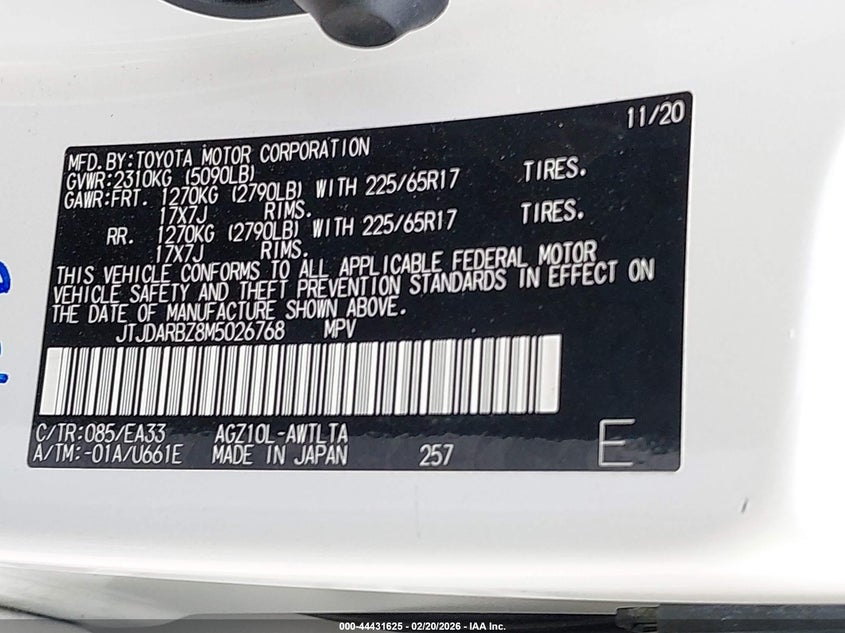 11/20
MFD. BY: TOYOTA MOTOR CORPORATION
GVWR: 2310KG (5090LB)
GAWR: FRT. 1270KG (2790LB) WITH 225/65R17 TIRES.
17X7J RIMS.
RR. 1270KG (2790LB) WITH 225/65R17 TIRES.
17X7J RIMS.
THIS VEHICLE CONFORMS TO ALL APPLICABLE FEDERAL MOTOR
VEHICLE SAFETY AND THEFT PREVENTION STANDARDS IN EFFECT ON
THE DATE OF MANUFACTURE SHOWN ABOVE.
JTJDARBZ8M5026768 MPV
C/TR: 085/EA33 AGZ10L-AWTLTA
A/TM: -01A/U661E MADE IN JAPAN 257 E
000-44431625 - 02/20/2026 - IAA Inc.